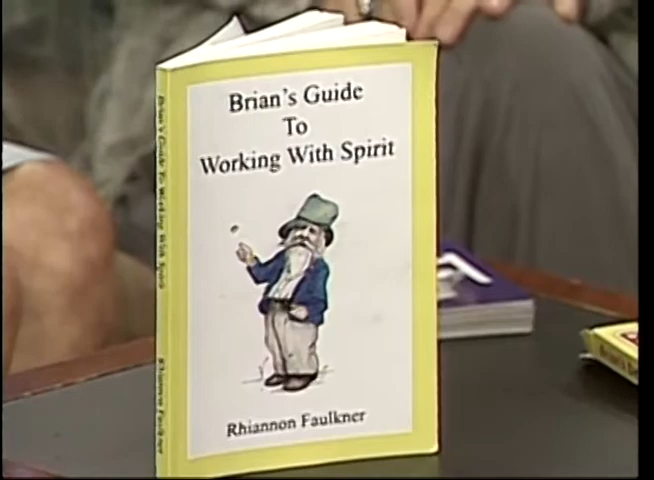 Brian's Guide
To
Working With Spirit
Rhiannon Faulkner
Brian's Guide To Working With Spirit
Rhiannon Faulkner